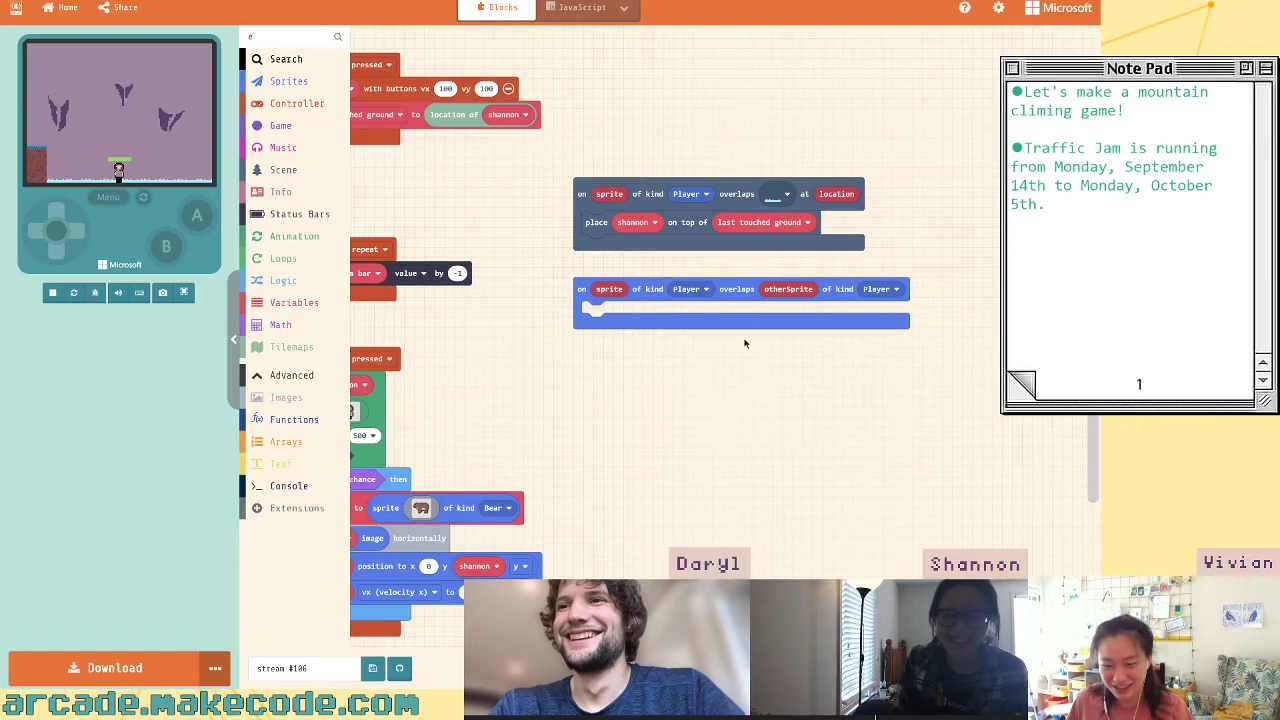 Home
Share
Blocks
JavaScript
Microsoft
e
Search
Sprites
Controller
Game
Music
Scene
Info
Status Bars
Animation
Loops
Logic
Variables
Math
Tilemaps
Advanced
Images
Functions
Arrays
Text
Console
Extensions
Menu
A
B
Microsoft
pressed
with buttons vx 100 vy 100
ched ground to location of shannon
repeat
a bar value by -1
pressed
on
500
chance then
to sprite of kind Bear
image horizontally
position to x 0 y shannon y
vx (velocity x) to
on sprite of kind Player overlaps at location
place shannon on top of last touched ground
on sprite of kind Player overlaps otherSprite of kind Player
Note Pad
●Let's make a mountain
climing game!
●Traffic Jam is running
from Monday, September
14th to Monday, October
5th.
1
Daryl
Shannon
Vivian
Download
stream #106
arcade.makecode.com